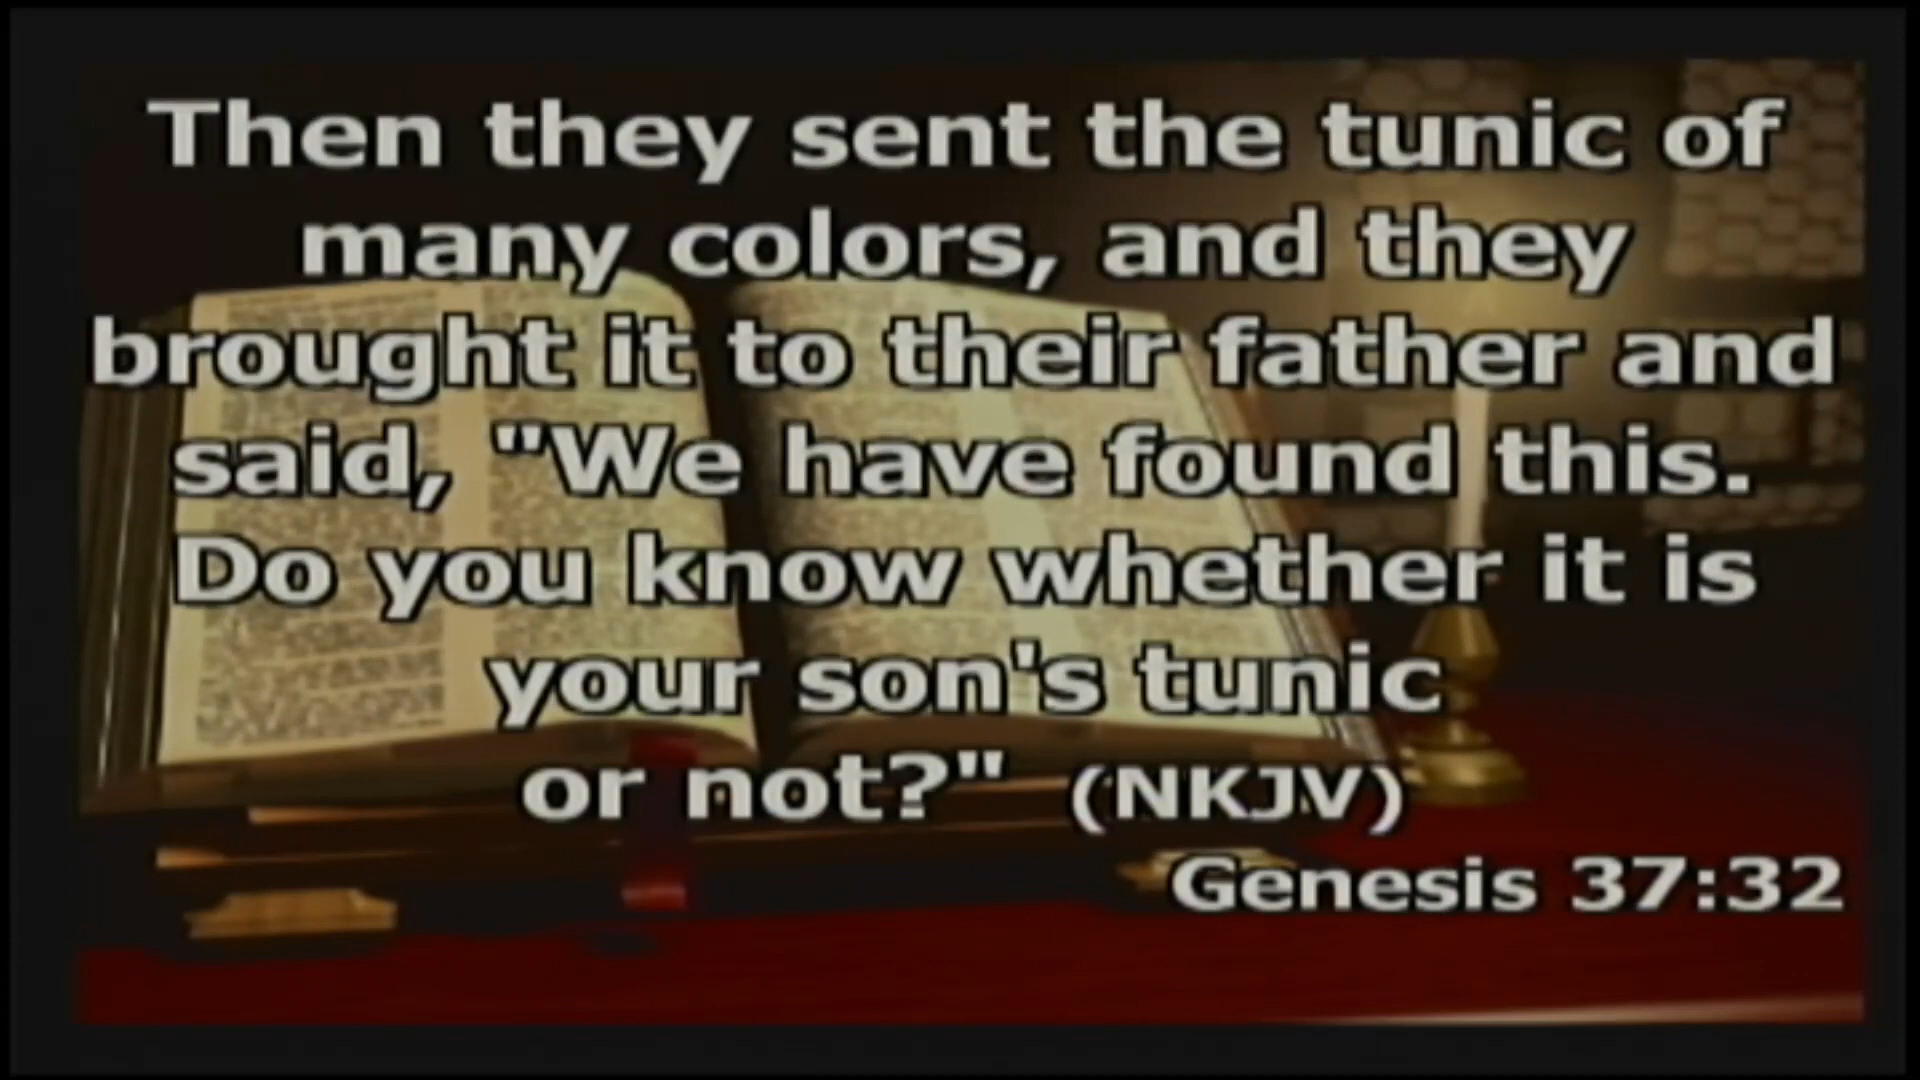 Then they sent the tunic of
many colors, and they
brought it to their father and
said, "We have found this.
Do you know whether it is
your son's tunic
or not?" (NKJV)
Genesis 37:32